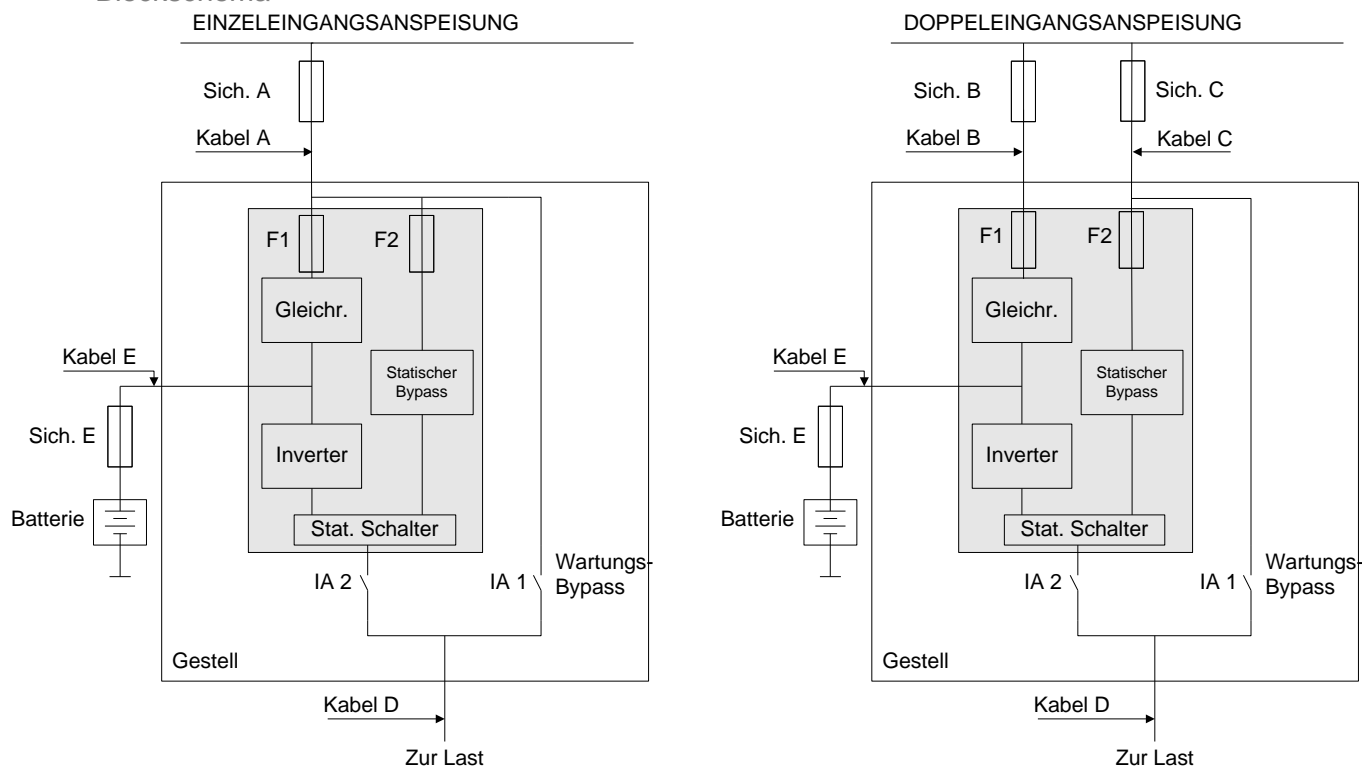 Blockschema
EINZELEINGANGSANSPEISUNG
Sich. A
Kabel A
F1
F2
Gleichr.
Kabel E
Statischer
Bypass
Sich. E
Inverter
Batterie
Stat. Schalter
Wartungs-
Bypass
IA 2
IA 1
Gestell
Kabel D
Zur Last
DOPPELEINGANGSANSPEISUNG
Sich. B
Sich. C
Kabel B
Kabel C
F1
F2
Gleichr.
Kabel E
Statischer
Bypass
Sich. E
Inverter
Batterie
Stat. Schalter
Wartungs-
Bypass
IA 2
IA 1
Gestell
Kabel D
Zur Last